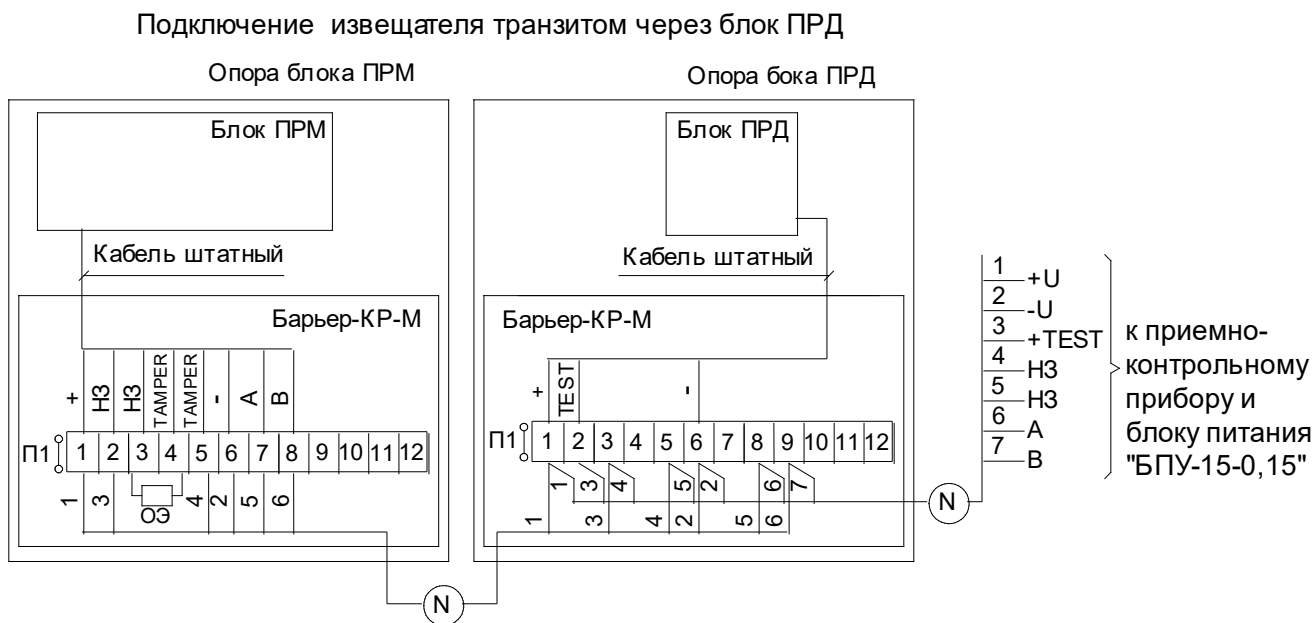 Подключение извещателя транзитом через блок ПРД
Опора блока ПРМ
Опора бока ПРД
Блок ПРМ
Блок ПРД
Кабель штатный
Кабель штатный
Барьер-КР-М
Барьер-КР-М
+ НЗ НЗ TAMPER TAMPER - A B
П1 1 2 3 4 5 6 7 8 9 10 11 12
1 3 ОЭ 4 2 5 6
N
+ TEST -
П1 1 2 3 4 5 6 7 8 9 10 11 12
1 3 4 5 2 6 7
1 3 4 2 5 6
N
1 +U
2 -U
3 +TEST
4 НЗ
5 НЗ
6 A
7 B
к приемно-
контрольному
прибору и
блоку питания
"БПУ-15-0,15"